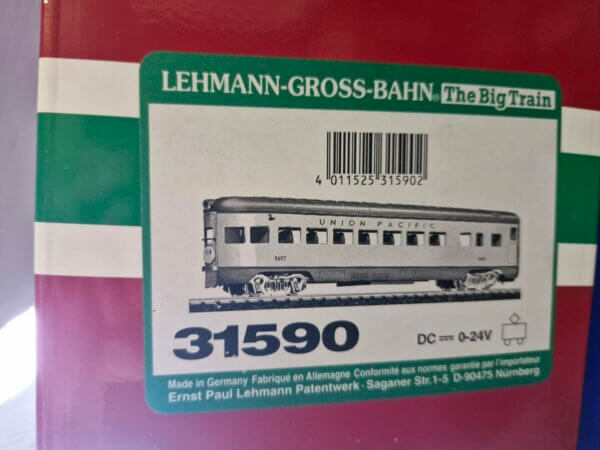 LEHMANN-GROSS-BAHN® The Big Train
4 011525 315902
UNION PACIFIC
31590
DC 0-24V
Made in Germany Fabriqué en Allemagne Conformité aux normes garantie par l'importateur
Ernst Paul Lehmann Patentwerk · Saganer Str. 1-5 D-90475 Nürnberg